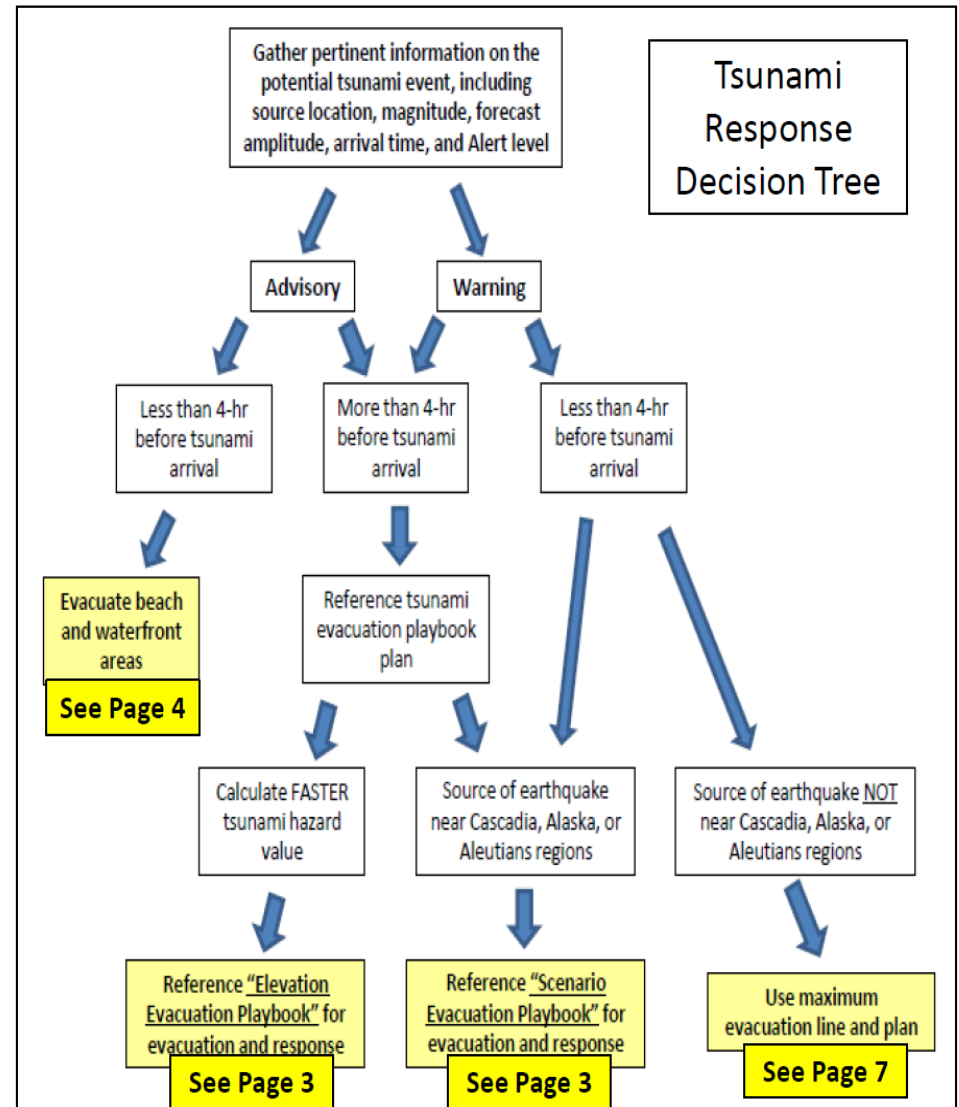 Gather pertinent information on the
potential tsunami event, including
source location, magnitude, forecast
amplitude, arrival time, and Alert level
Tsunami
Response
Decision Tree
Advisory
Warning
Less than 4-hr
before tsunami
arrival
More than 4-hr
before tsunami
arrival
Less than 4-hr
before tsunami
arrival
Evacuate beach
and waterfront
areas
See Page 4
Reference tsunami
evacuation playbook
plan
Calculate FASTER
tsunami hazard
value
Source of earthquake
near Cascadia, Alaska, or
Aleutians regions
Source of earthquake NOT
near Cascadia, Alaska, or
Aleutians regions
Reference "Elevation
Evacuation Playbook" for
evacuation and response
See Page 3
Reference "Scenario
Evacuation Playbook" for
evacuation and response
See Page 3
Use maximum
evacuation line and plan
See Page 7